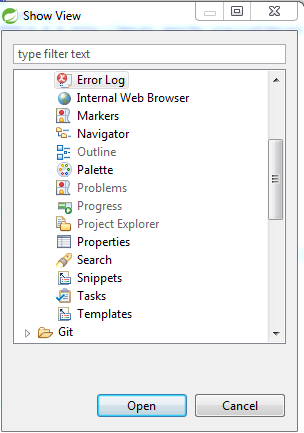 Show View
type filter text
Error Log
Internal Web Browser
Markers
Navigator
Outline
Palette
Problems
Progress
Project Explorer
Properties
Search
Snippets
Tasks
Templates
Git
Open
Cancel